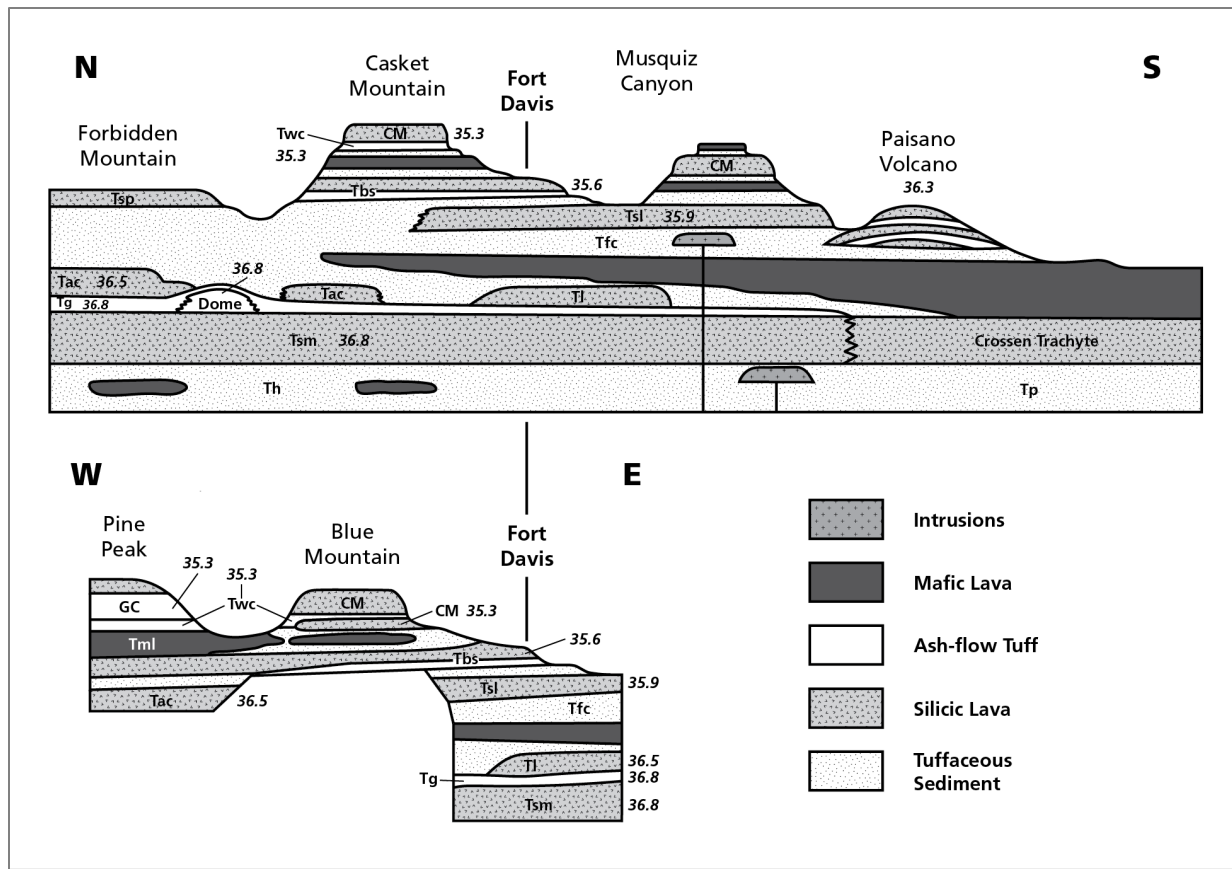 N
Casket
Mountain
Fort
Davis
Musquiz
Canyon
S
Forbidden
Mountain
Paisano
Volcano
36.3
Twc
CM
35.3
35.3
Tbs
35.6
CM
Tsp
Tsl 35.9
Tfc
36.8
Tac 36.5
Tg 36.8
Dome
Tac
Tl
Tsm 36.8
Crossen Trachyte
Th
Tp
W
E
Pine
Peak
Blue
Mountain
Fort
Davis
35.3
35.3
GC
Twc
CM
CM 35.3
Tml
35.6
Tbs
Tac
36.5
Tsl
35.9
Tfc
Tl
36.5
Tg
36.8
Tsm
36.8
Intrusions
Mafic Lava
Ash-flow Tuff
Silicic Lava
Tuffaceous
Sediment